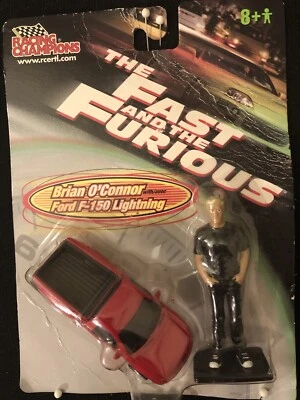 RACING
CHAMPIONS
www.rcertl.com
8+
THE
FAST
AND THE
FURIOUS
Brian O'Connor
Ford F-150 Lightning